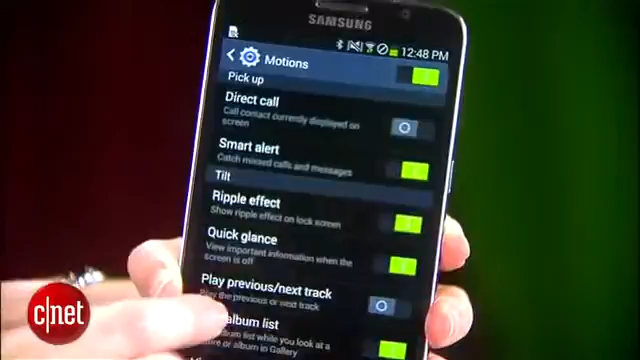 SAMSUNG
12:48 PM
Motions
Pick up
Direct call
Call contact currently displayed on
screen
Smart alert
Catch missed calls and messages
Tilt
Ripple effect
Show ripple effect on lock screen
Quick glance
View important information when the
screen is off
Play previous/next track
Play the previous or next track
album list
album list while you look at a
or album in Gallery
c|net